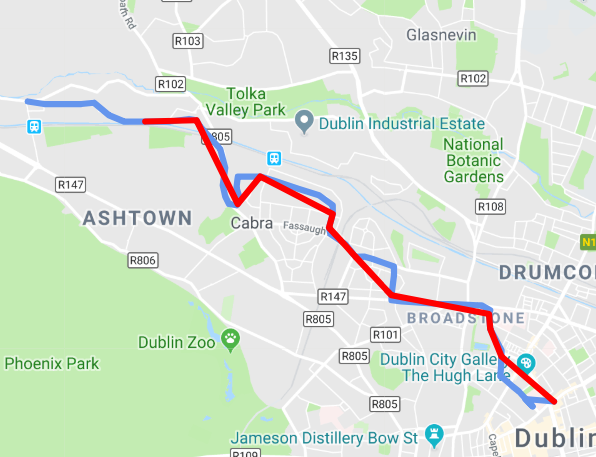 Glasnevin
R103
R135
R102
R102
Tolka
Valley Park
Dublin Industrial Estate
National
Botanic
Gardens
R147
R108
ASHTOWN
Cabra
Fassaugh
R806
DRUMCO
R147
R805
BROADSTONE
R101
Dublin Zoo
R805
Dublin City Gallery
The Hugh Lane
Phoenix Park
R805
Jameson Distillery Bow St
Dublin
R109